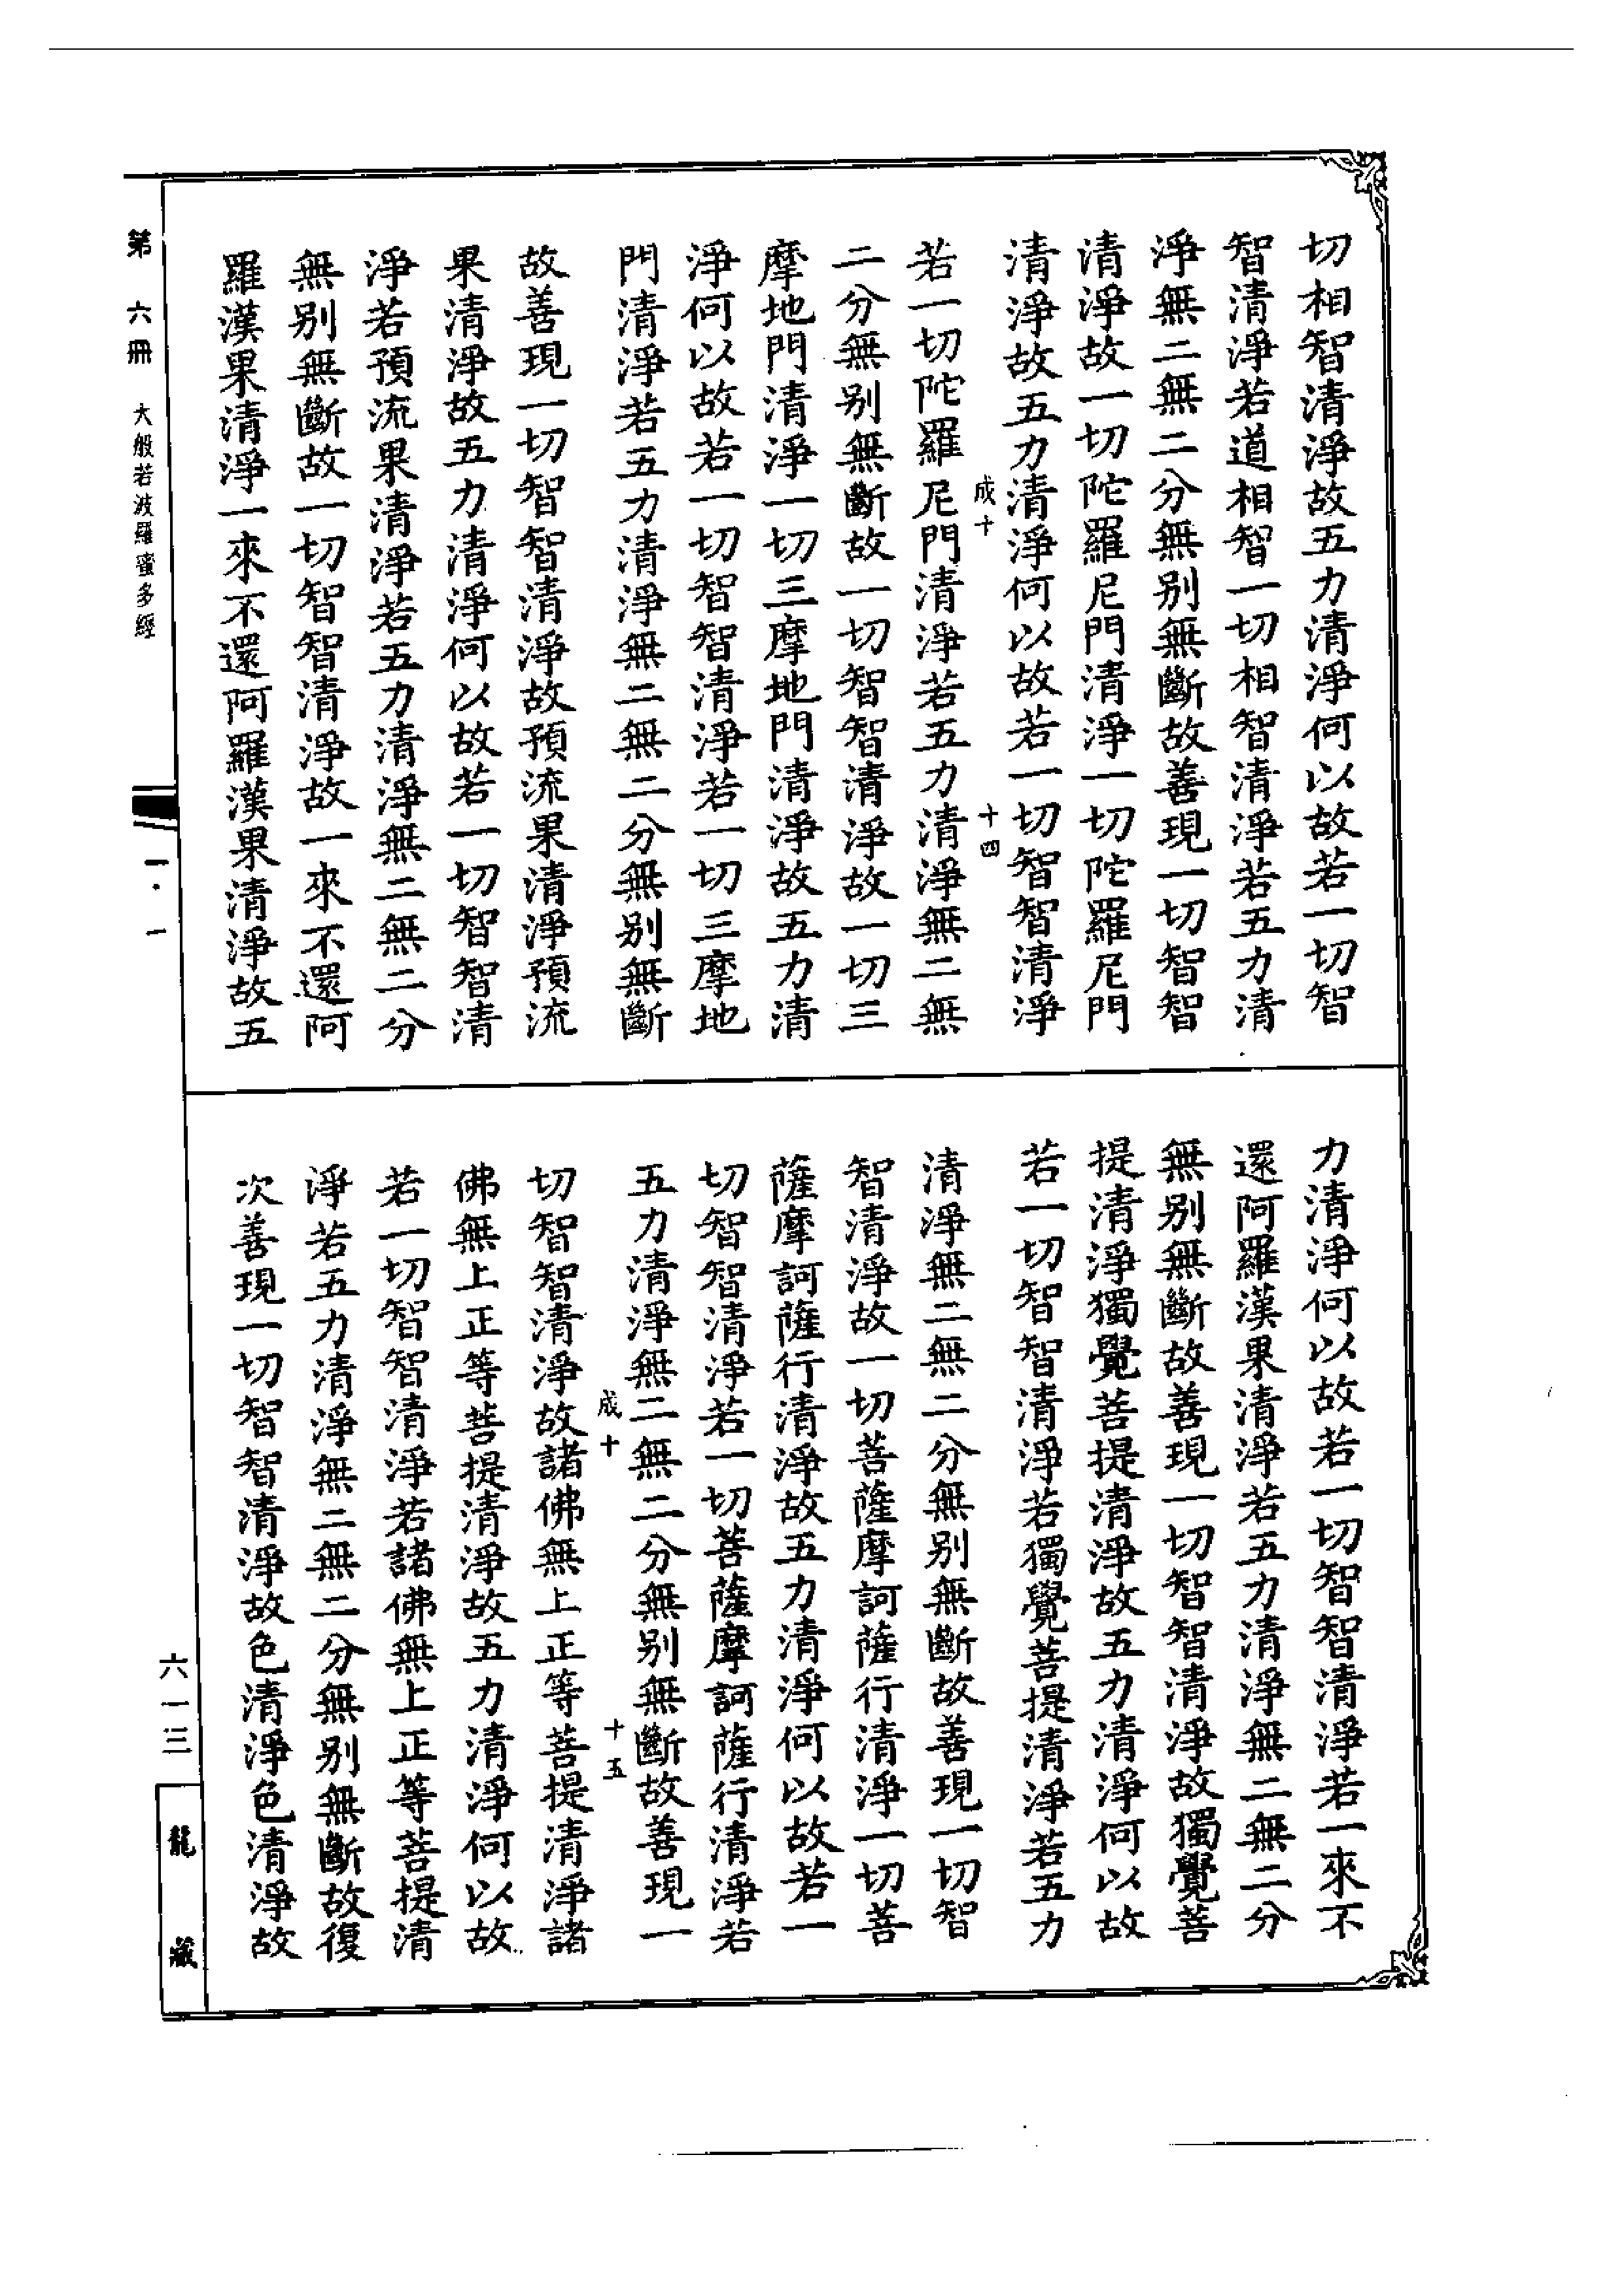 切相智清淨故五力清淨何以故若一切智
智清淨若道相智一切相智清淨若五力清
淨無二無二分無别無斷故善現一切智智
清淨故一切陀羅尼門清淨一切陀羅尼門
清淨故五力清淨何以故若一切智智清淨
成十 十四
若一切陀羅尼門清淨若五力清淨無二無
二分無别無斷故一切智智清淨故一切三
摩地門清淨一切三摩地門清淨故五力清
淨何以故若一切智智清淨若一切三摩地
門清淨若五力清淨無二無二分無别無斷
故善現一切智智清淨故預流果清淨預流
果清淨故五力清淨何以故若一切智智清
淨若預流果清淨若五力清淨無二無二分
無别無斷故一切智智清淨故一來不還阿
羅漢果清淨一來不還阿羅漢果清淨故五
力清淨何以故若一切智智清淨若一來不
還阿羅漢果清淨若五力清淨無二無二分
無别無斷故善現一切智智清淨故獨覺菩
提清淨獨覺菩提清淨故五力清淨何以故
若一切智智清淨若獨覺菩提清淨若五力
清淨無二無二分無别無斷故善現一切智
智清淨故一切菩薩摩訶薩行清淨一切菩
薩摩訶薩行清淨故五力清淨何以故若一
切智智清淨若一切菩薩摩訶薩行清淨若
五力清淨無二無二分無别無斷故善現一
成十 十五
切智智清淨故諸佛無上正等菩提清淨諸
佛無上正等菩提清淨故五力清淨何以故
若一切智智清淨若諸佛無上正等菩提清
淨若五力清淨無二無二分無别無斷故復
次善現一切智智清淨故色清淨色清淨故
第六冊 大般若波羅蜜多經 一·一 六一三 龍藏